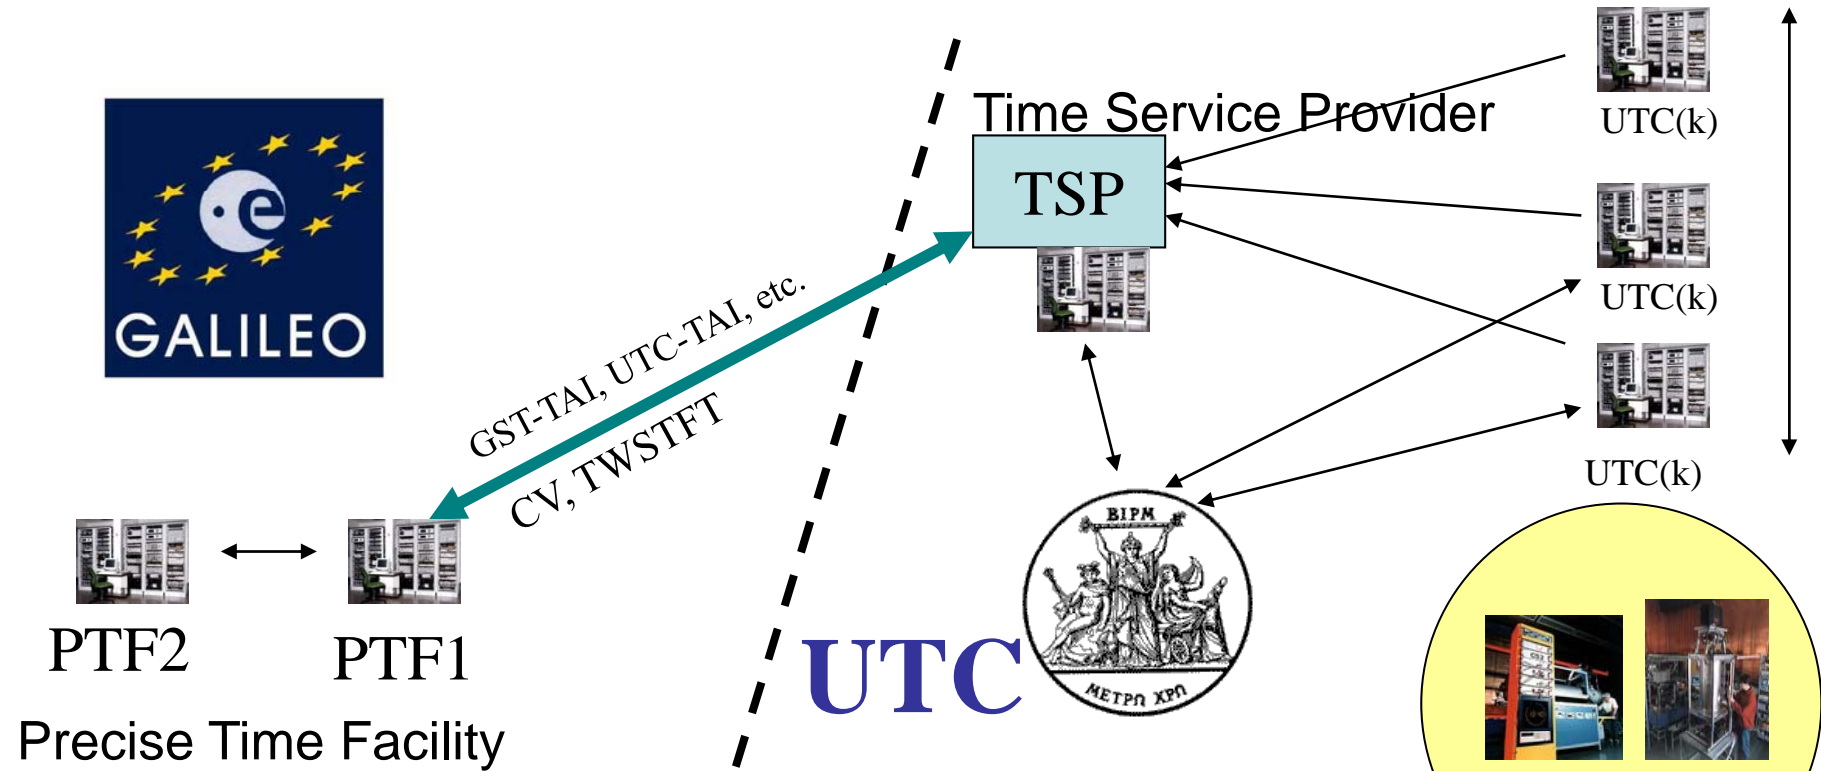 Time Service Provider
TSP
UTC(k)
UTC(k)
UTC(k)
GALILEO
GST-TAI, UTC-TAI, etc.
CV, TWSTFT
PTF2
PTF1
Precise Time Facility
UTC
BIPM
ΜΕΤΡΩ ΧΡΩ